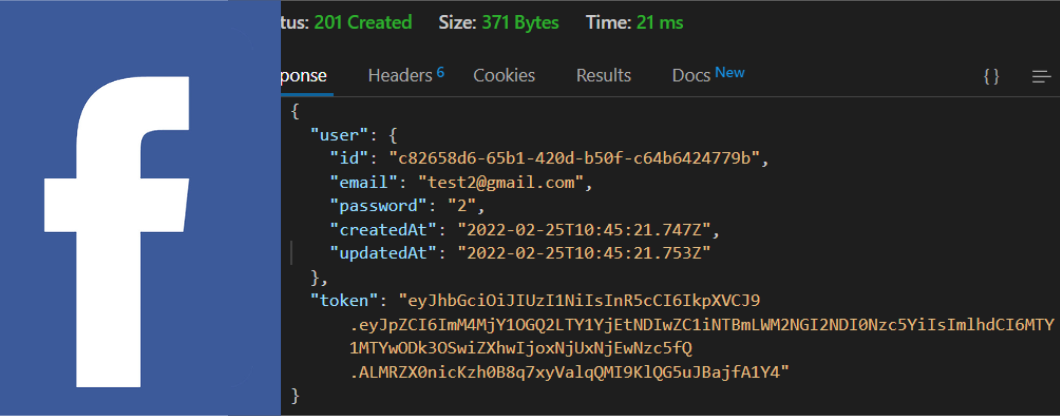 f
tus: 201 Created Size: 371 Bytes Time: 21 ms
ponse Headers 6 Cookies Results Docs New
{ }
{
"user": {
"id": "c82658d6-65b1-420d-b50f-c64b6424779b",
"email": "test2@gmail.com",
"password": "2",
"createdAt": "2022-02-25T10:45:21.747Z",
"updatedAt": "2022-02-25T10:45:21.753Z"
},
"token": "eyJhbGciOiJIUzI1NiIsInR5cCI6IkpXVCJ9
.eyJpZCI6ImM4MjY1OGQ2LTY1YjEtNDIwZC1iNTBmLWM2NGI2NDI0Nzc5YiIsImlhdCI6MTY
1MTYwODk3OSwiZXhwIjoxNjUxNjEwNzc5fQ
.ALMRZX0nicKzh0B8q7xyValqQMI9KlQG5uJBajfA1Y4"
}